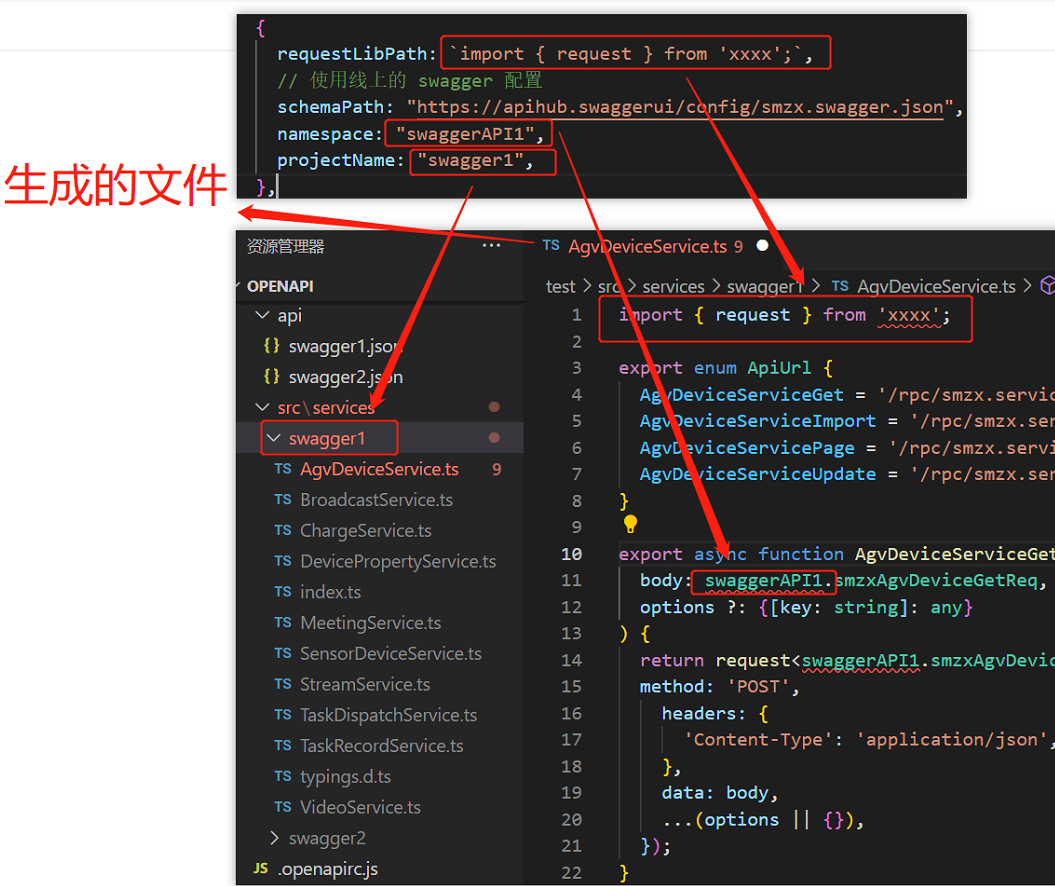 {
requestLibPath: `import { request } from 'xxxx';`,
// 使用线上的 swagger 配置
schemaPath: "https://apihub.swaggerui/config/smzx.swagger.json",
namespace: "swaggerAPI1",
projectName: "swagger1",
},
生成的文件
资源管理器 ···
OPENAPI
api
{} swagger1.json
{} swagger2.json
src\services
swagger1
TS AgvDeviceService.ts 9
TS BroadcastService.ts
TS ChargeService.ts
TS DevicePropertyService.ts
TS index.ts
TS MeetingService.ts
TS SensorDeviceService.ts
TS StreamService.ts
TS TaskDispatchService.ts
TS TaskRecordService.ts
TS typings.d.ts
TS VideoService.ts
swagger2
JS .openapirc.js
TS AgvDeviceService.ts 9
test > src > services > swagger1 > TS AgvDeviceService.ts >
1 import { request } from 'xxxx';
2
3 export enum ApiUrl {
4 AgvDeviceServiceGet = '/rpc/smzx.servic
5 AgvDeviceServiceImport = '/rpc/smzx.ser
6 AgvDeviceServicePage = '/rpc/smzx.servi
7 AgvDeviceServiceUpdate = '/rpc/smzx.ser
8 }
9
10 export async function AgvDeviceServiceGet
11 body: swaggerAPI1.smzxAgvDeviceGetReq,
12 options ?: {[key: string]: any}
13 ) {
14 return request<swaggerAPI1.smzxAgvDevic
15 method: 'POST',
16 headers: {
17 'Content-Type': 'application/json',
18 },
19 data: body,
20 ...(options || {}),
21 });
22 }